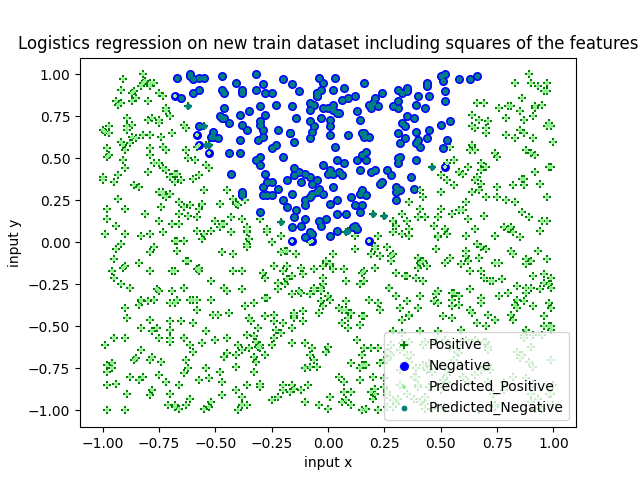 Logistics regression on new train dataset including squares of the features
1.00
0.75
0.50
0.25
0.00
−0.25
−0.50
−0.75
−1.00
input y
Positive
Negative
Predicted_Positive
Predicted_Negative
−1.00 −0.75 −0.50 −0.25 0.00 0.25 0.50 0.75 1.00
input x